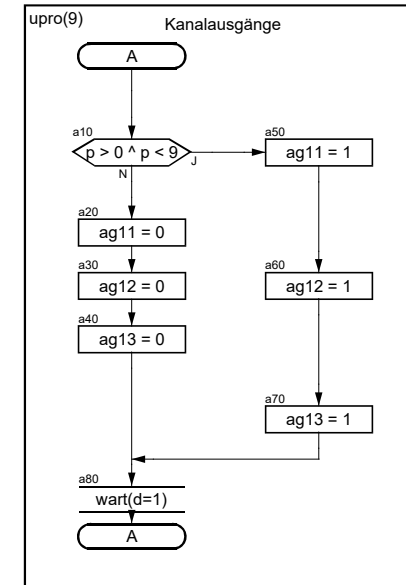 upro(9)
Kanalausgänge
A
a10
p > 0 ^ p < 9
J
N
a50
ag11 = 1
a20
ag11 = 0
a30
ag12 = 0
a60
ag12 = 1
a40
ag13 = 0
a70
ag13 = 1
a80
wart(d=1)
A